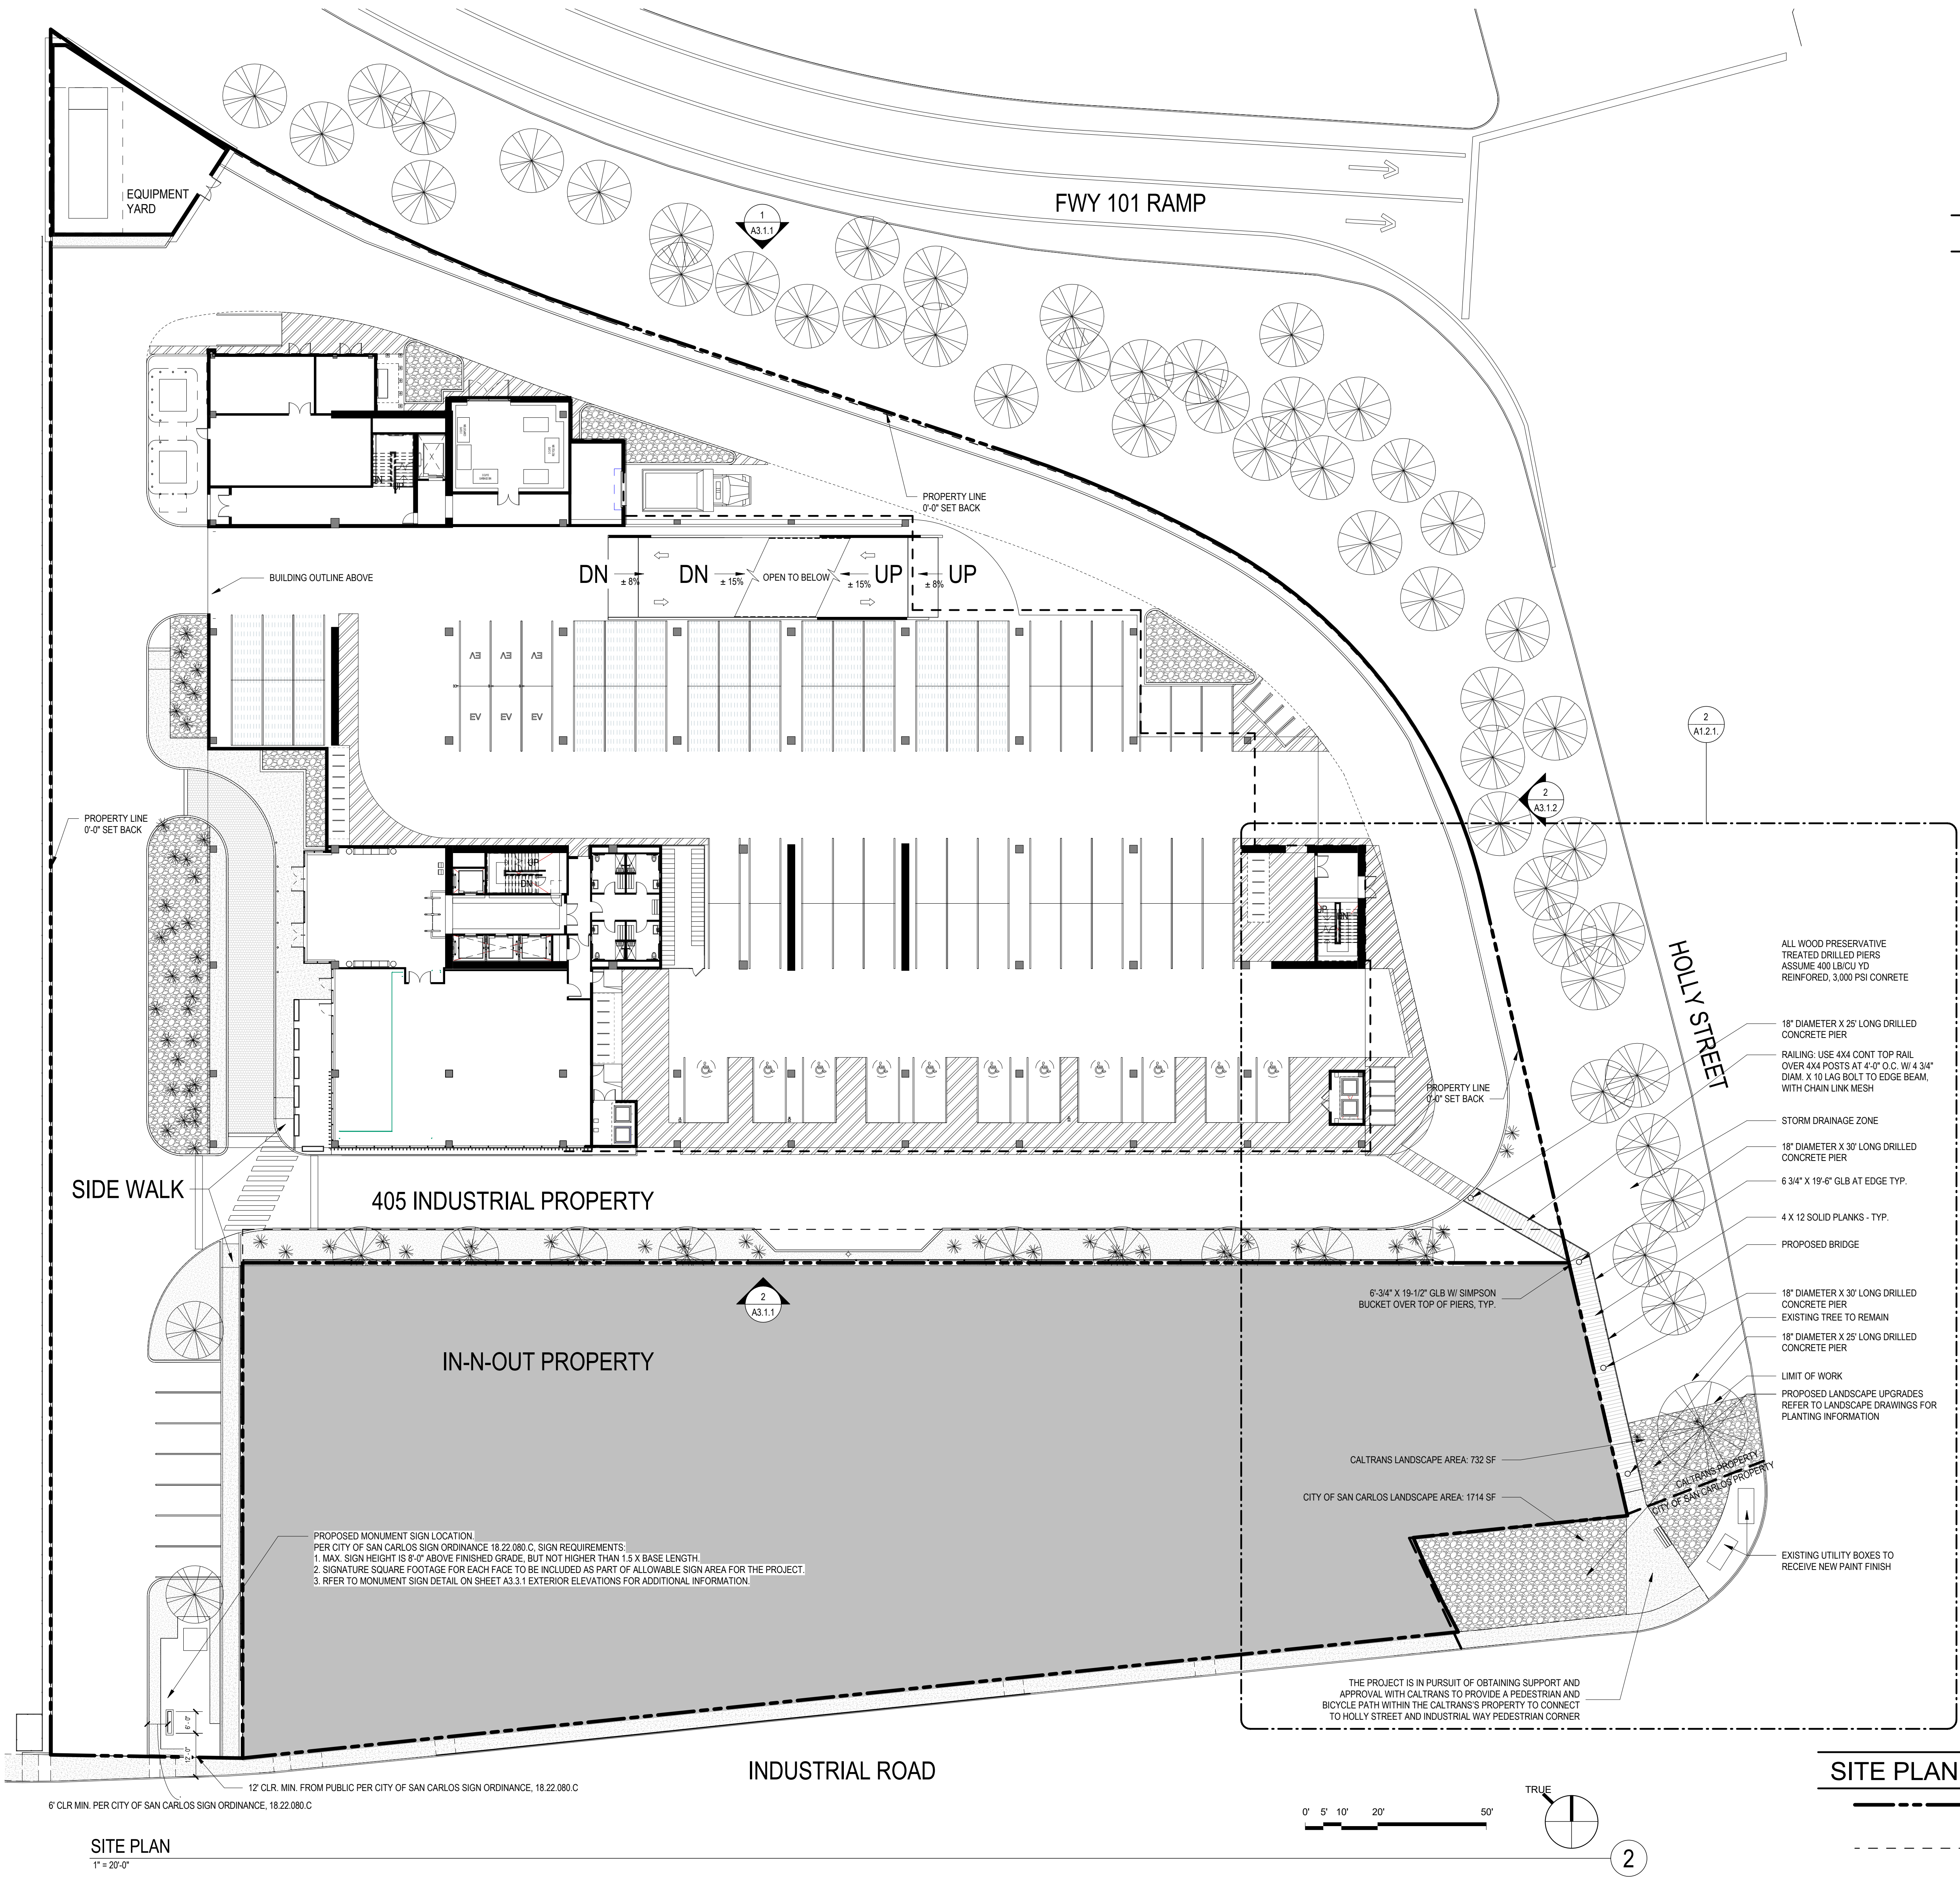 EQUIPMENT
YARD
FWY 101 RAMP
1
A3.1.1
PROPERTY LINE
0'-0" SET BACK
BUILDING OUTLINE ABOVE
DN
± 8%
DN
± 15%
OPEN TO BELOW
± 15%
UP
± 8%
UP
DN
UP
EV
EV
EV
EV
EV
EV
2
A1.2.1.
2
A3.1.2
PROPERTY LINE
0'-0" SET BACK
UP
DN
UP
DN
HOLLY STREET
ALL WOOD PRESERVATIVE
TREATED DRILLED PIERS
ASSUME 400 LB/CU YD
REINFORED, 3,000 PSI CONRETE
18" DIAMETER X 25' LONG DRILLED
CONCRETE PIER
RAILING: USE 4X4 CONT TOP RAIL
OVER 4X4 POSTS AT 4'-0" O.C. W/ 4 3/4"
DIAM. X 10 LAG BOLT TO EDGE BEAM,
WITH CHAIN LINK MESH
PROPERTY LINE
0'-0" SET BACK
STORM DRAINAGE ZONE
18" DIAMETER X 30' LONG DRILLED
CONCRETE PIER
6 3/4" X 19'-6" GLB AT EDGE TYP.
4 X 12 SOLID PLANKS - TYP.
PROPOSED BRIDGE
SIDE WALK
405 INDUSTRIAL PROPERTY
2
A3.1.1
6'-3/4" X 19-1/2" GLB W/ SIMPSON
BUCKET OVER TOP OF PIERS, TYP.
18" DIAMETER X 30' LONG DRILLED
CONCRETE PIER
EXISTING TREE TO REMAIN
18" DIAMETER X 25' LONG DRILLED
CONCRETE PIER
IN-N-OUT PROPERTY
LIMIT OF WORK
PROPOSED LANDSCAPE UPGRADES
REFER TO LANDSCAPE DRAWINGS FOR
PLANTING INFORMATION
CALTRANS LANDSCAPE AREA: 732 SF
CALTRANS PROPERTY
CITY OF SAN CARLOS PROPERTY
CITY OF SAN CARLOS LANDSCAPE AREA: 1714 SF
PROPOSED MONUMENT SIGN LOCATION.
PER CITY OF SAN CARLOS SIGN ORDINANCE 18.22.080.C, SIGN REQUIREMENTS:
1. MAX. SIGN HEIGHT IS 8'-0" ABOVE FINISHED GRADE, BUT NOT HIGHER THAN 1.5 X BASE LENGTH.
2. SIGNATURE SQUARE FOOTAGE FOR EACH FACE TO BE INCLUDED AS PART OF ALLOWABLE SIGN AREA FOR THE PROJECT.
3. RFER TO MONUMENT SIGN DETAIL ON SHEET A3.3.1 EXTERIOR ELEVATIONS FOR ADDITIONAL INFORMATION.
EXISTING UTILITY BOXES TO
RECEIVE NEW PAINT FINISH
THE PROJECT IS IN PURSUIT OF OBTAINING SUPPORT AND
APPROVAL WITH CALTRANS TO PROVIDE A PEDESTRIAN AND
BICYCLE PATH WITHIN THE CALTRANS'S PROPERTY TO CONNECT
TO HOLLY STREET AND INDUSTRIAL WAY PEDESTRIAN CORNER
6'-0"
12'-0"
INDUSTRIAL ROAD
12' CLR. MIN. FROM PUBLIC PER CITY OF SAN CARLOS SIGN ORDINANCE, 18.22.080.C
6' CLR MIN. PER CITY OF SAN CARLOS SIGN ORDINANCE, 18.22.080.C
SITE PLAN
TRUE
0' 5' 10' 20' 50'
SITE PLAN
1" = 20'-0"
2